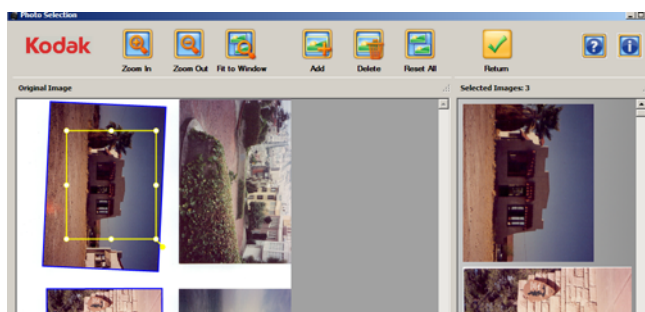 Photo Selection
Kodak
Zoom In Zoom Out Fit to Window Add Delete Reset All Return
Original Image Selected Images: 3